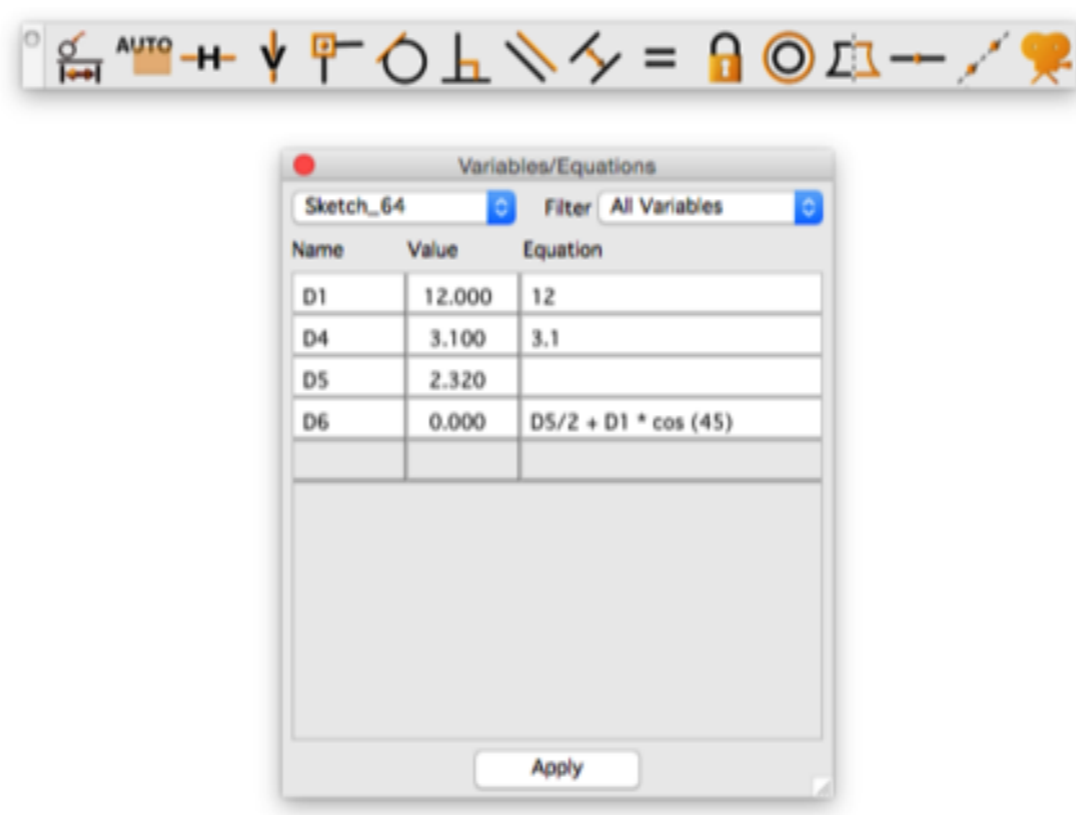 AUTO
H
Variables/Equations
Sketch_64 Filter All Variables
Name Value Equation
D1 12.000 12
D4 3.100 3.1
D5 2.320
D6 0.000 D5/2 + D1 * cos (45)
Apply